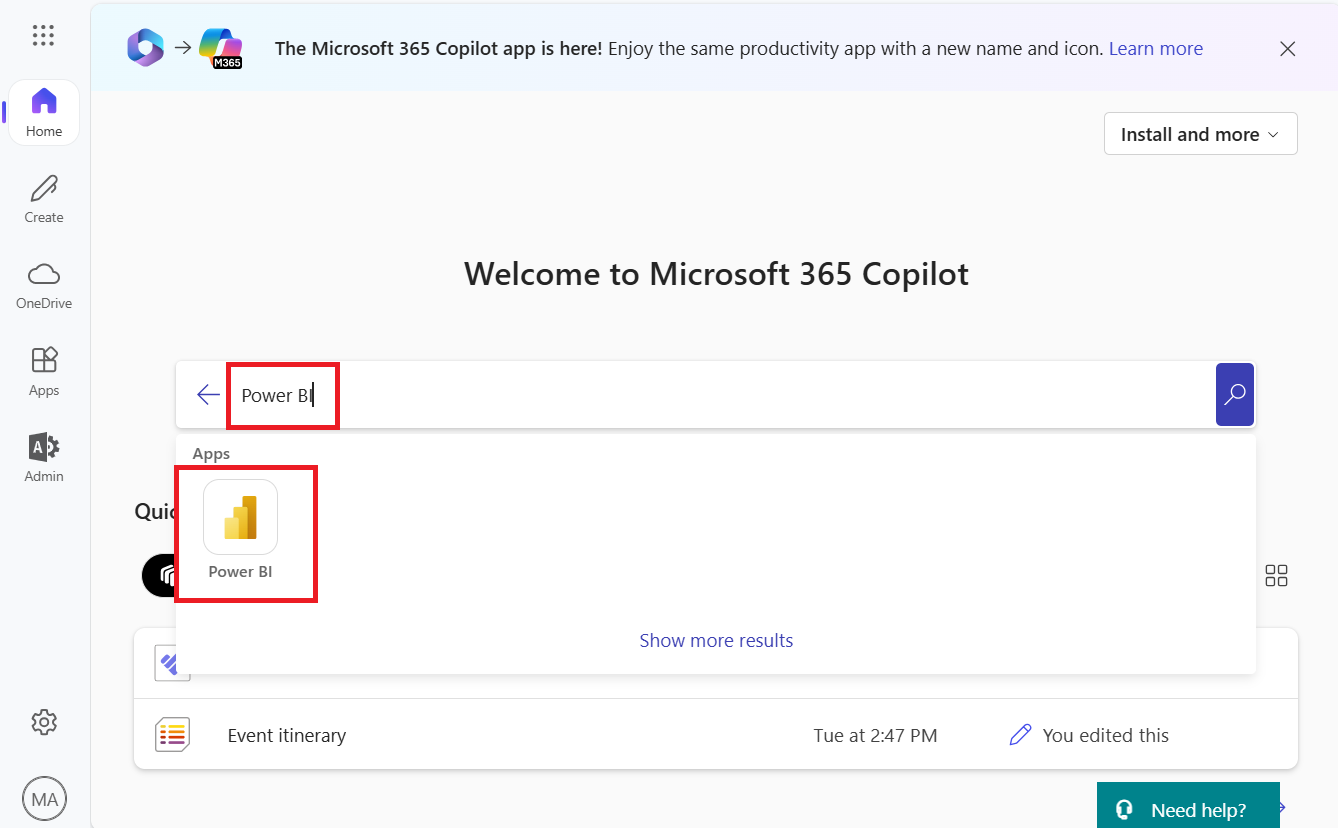 M365
The Microsoft 365 Copilot app is here! Enjoy the same productivity app with a new name and icon. Learn more
Home
Install and more
Create
Welcome to Microsoft 365 Copilot
OneDrive
Power BI
Apps
Apps
Admin
Quic
Power BI
Show more results
Event itinerary Tue at 2:47 PM You edited this
MA
Need help?